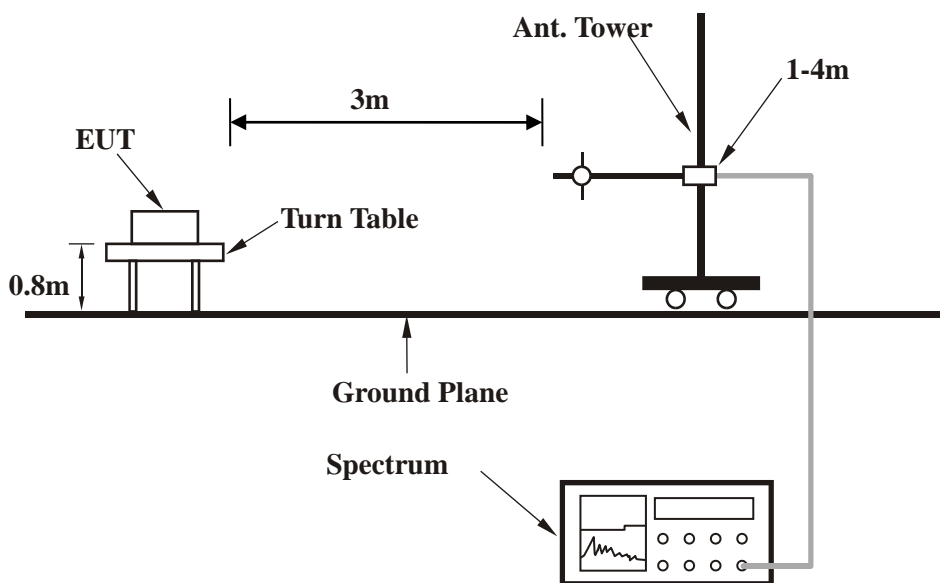 Ant. Tower
1-4m
3m
EUT
Turn Table
0.8m
Ground Plane
Spectrum